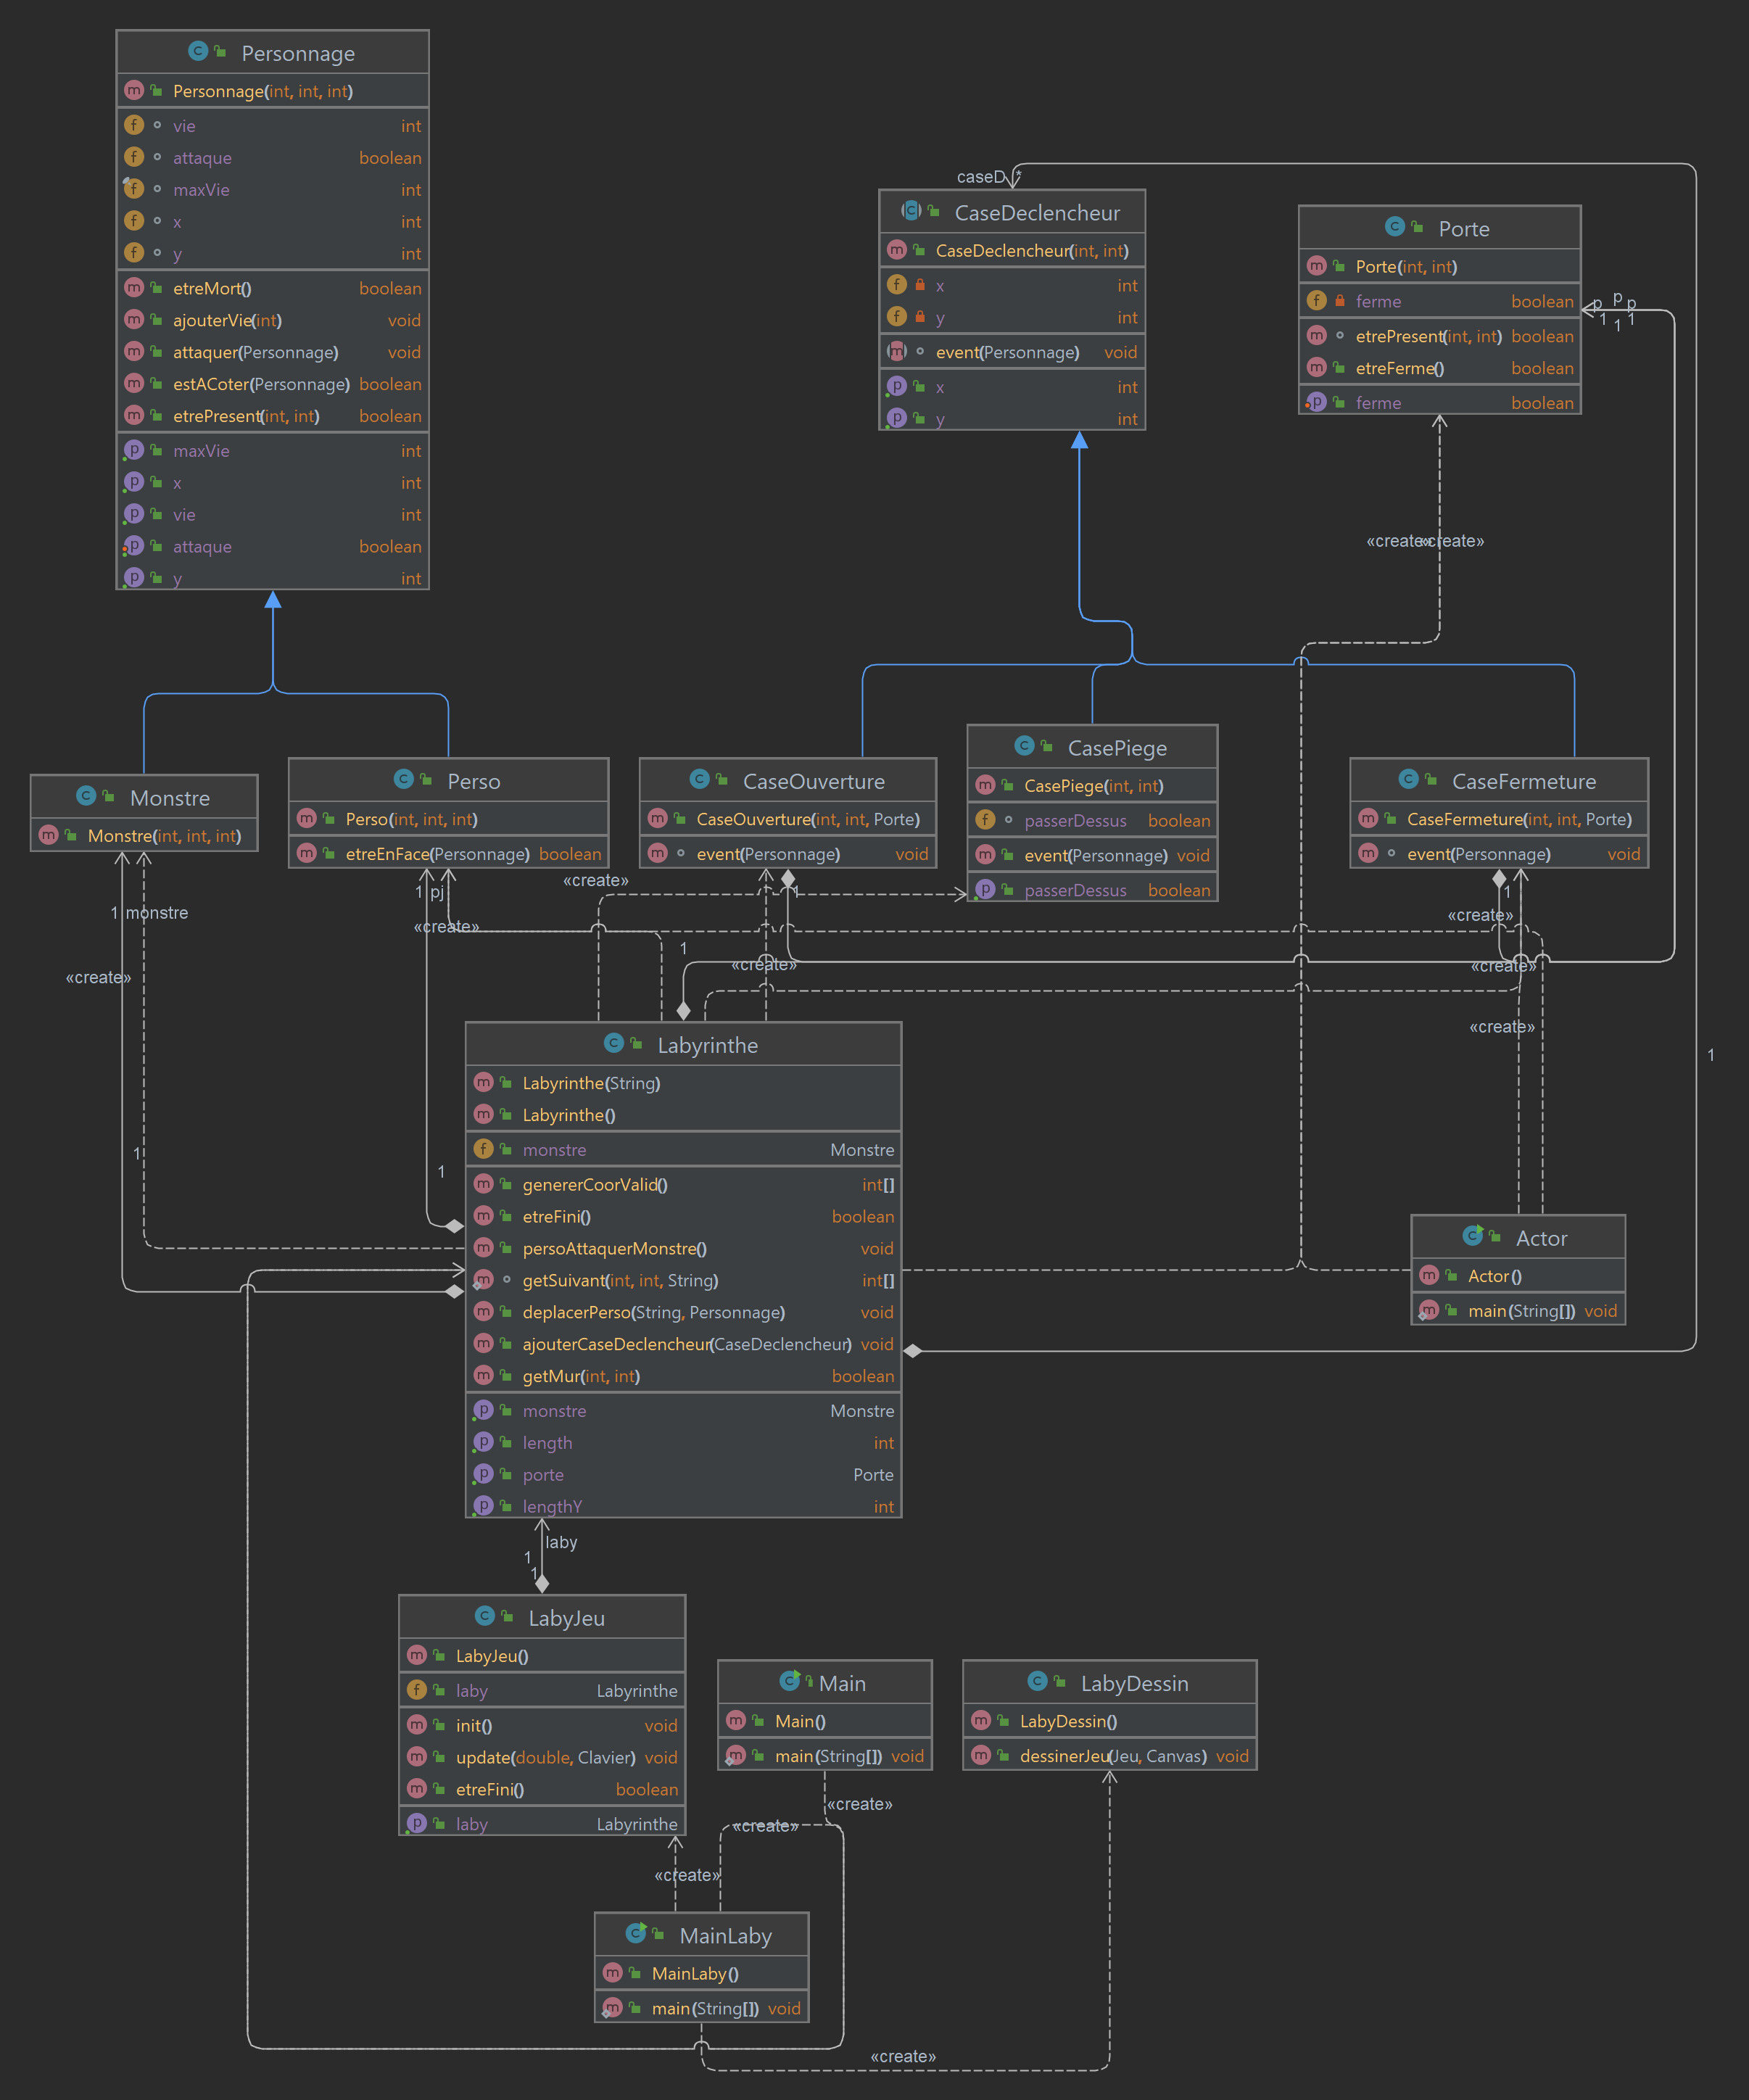 Personnage
Personnage(int, int, int)
vie int
attaque boolean
maxVie int
x int
y int
etreMort() boolean
ajouterVie(int) void
attaquer(Personnage) void
estACoter(Personnage) boolean
etrePresent(int, int) boolean
maxVie int
x int
vie int
attaque boolean
y int
caseD *
CaseDeclencheur
CaseDeclencheur(int, int)
x int
y int
event(Personnage) void
x int
y int
Porte
Porte(int, int)
ferme boolean
etrePresent(int, int) boolean
etreFerme() boolean
ferme boolean
p p p
1 1 1
«create» «create»
Monstre
Monstre(int, int, int)
Perso
Perso(int, int, int)
etreEnFace(Personnage) boolean
CaseOuverture
CaseOuverture(int, int, Porte)
event(Personnage) void
CasePiege
CasePiege(int, int)
passerDessus boolean
event(Personnage) void
passerDessus boolean
CaseFermeture
CaseFermeture(int, int, Porte)
event(Personnage) void
«create»
1 pj
1
1
1 monstre
«create»
«create»
1
«create»
«create»
«create»
«create»
1
1
1
Labyrinthe
Labyrinthe(String)
Labyrinthe()
monstre Monstre
genererCoorValid() int[]
etreFini() boolean
persoAttaquerMonstre() void
getSuivant(int, int, String) int[]
deplacerPerso(String, Personnage) void
ajouterCaseDeclencheur(CaseDeclencheur) void
getMur(int, int) boolean
monstre Monstre
length int
porte Porte
lengthY int
Actor
Actor()
main(String[]) void
laby
1
1
LabyJeu
LabyJeu()
laby Labyrinthe
init() void
update(double, Clavier) void
etreFini() boolean
laby Labyrinthe
Main
Main()
main(String[]) void
LabyDessin
LabyDessin()
dessinerJeu(Jeu, Canvas) void
«create»
«create»
«create»
MainLaby
MainLaby()
main(String[]) void
«create»